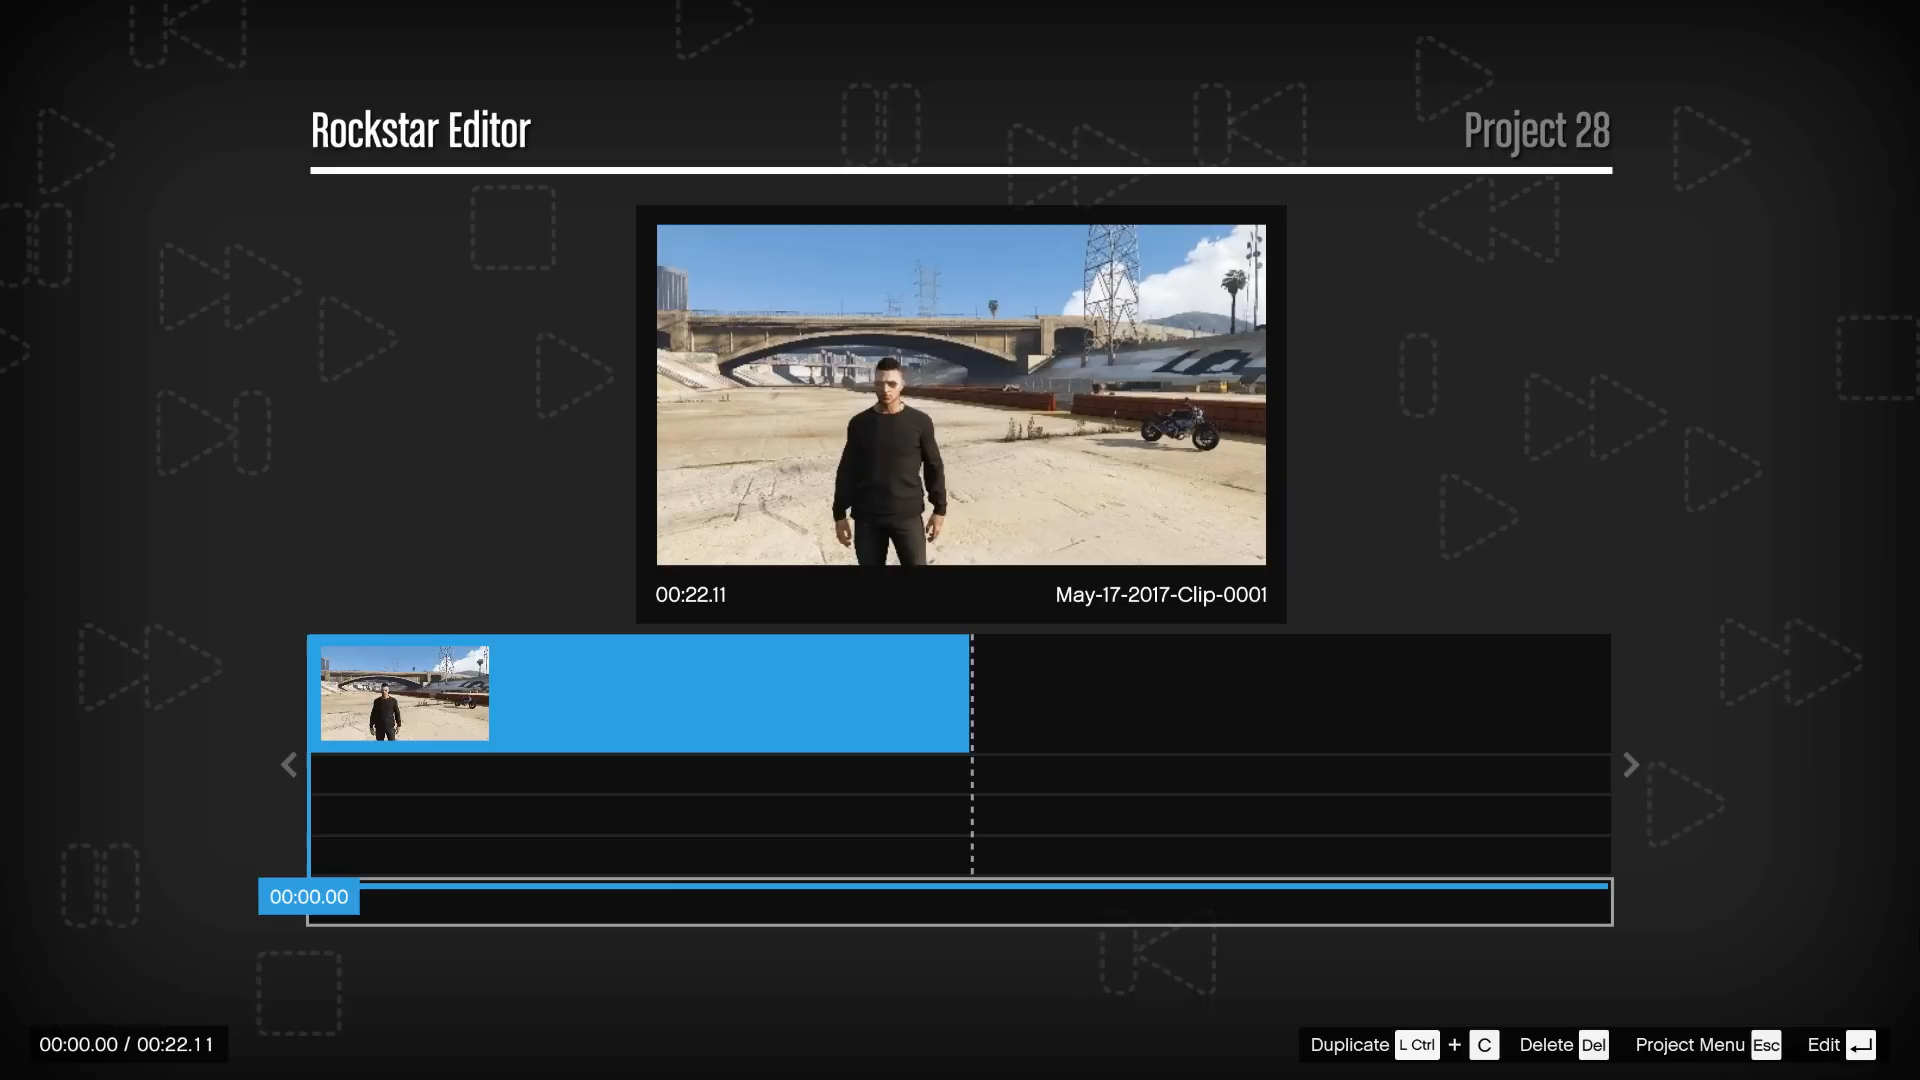 Rockstar Editor
Project 28
00:22.11
May-17-2017-Clip-0001
00:00.00
00:00.00 / 00:22.11
Duplicate L Ctrl + C Delete Del Project Menu Esc Edit